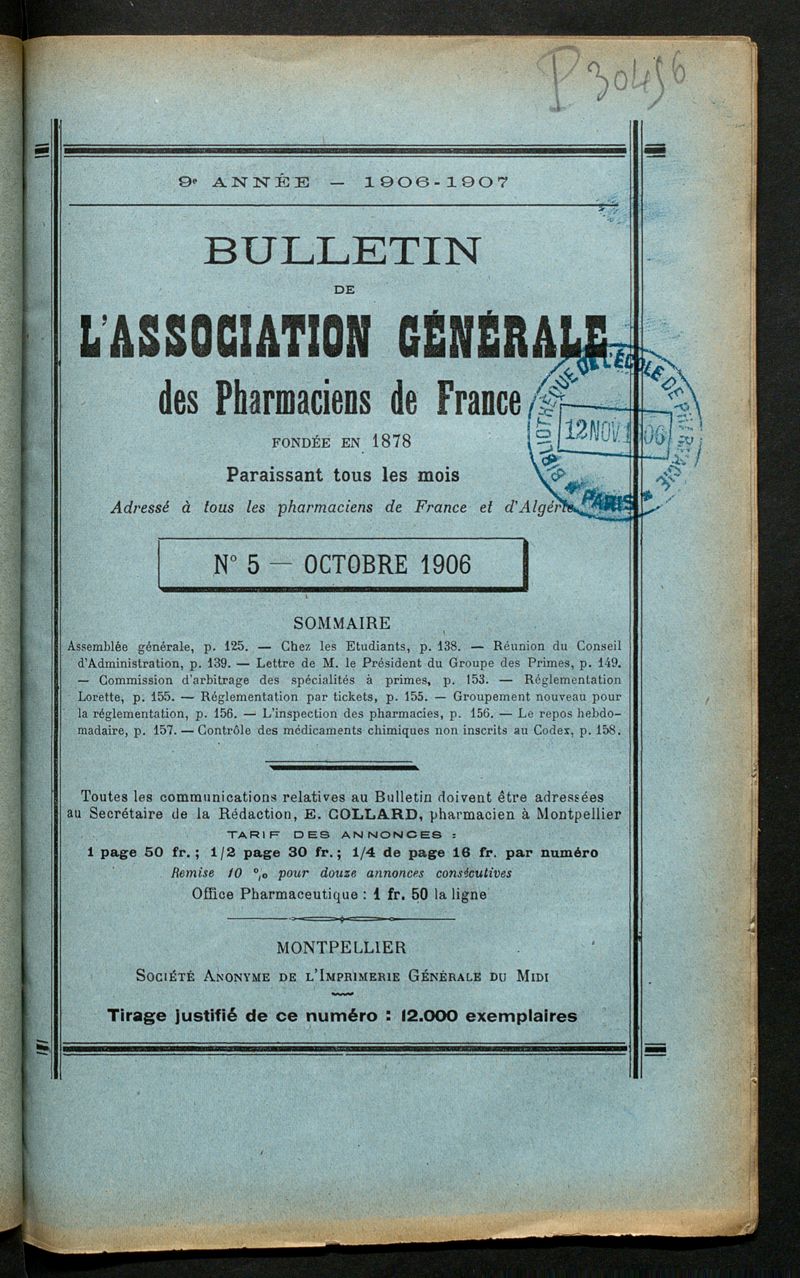 P 30456
9e ANNÉE — 1906-1907
BULLETIN
DE
L'ASSOCIATION GÉNÉRALE
des Pharmaciens de France
FONDÉE EN 1878
Paraissant tous les mois
Adressé à tous les pharmaciens de France et d'Algérie
BIBLIOTHÈQUE DE L'ÉCOLE DE PHARMACIE
12 NOV. 1906
PARIS
N° 5 — OCTOBRE 1906
SOMMAIRE
Assemblée générale, p. 125. — Chez les Etudiants, p. 138. — Réunion du Conseil
d'Administration, p. 139. — Lettre de M. le Président du Groupe des Primes, p. 149.
— Commission d'arbitrage des spécialités à primes, p. 153. — Réglementation
Lorette, p. 155. — Réglementation par tickets, p. 155. — Groupement nouveau pour
la réglementation, p. 156. — L'inspection des pharmacies, p. 156. — Le repos hebdo-
madaire, p. 157. — Contrôle des médicaments chimiques non inscrits au Codex, p. 158.
Toutes les communications relatives au Bulletin doivent être adressées
au Secrétaire de la Rédaction, E. COLLARD, pharmacien à Montpellier
TARIF DES ANNONCES :
1 page 50 fr. ; 1/2 page 30 fr. ; 1/4 de page 16 fr. par numéro
Remise 10 % pour douze annonces consécutives
Office Pharmaceutique : 1 fr. 50 la ligne
MONTPELLIER
SOCIÉTÉ ANONYME DE L'IMPRIMERIE GÉNÉRALE DU MIDI
Tirage justifié de ce numéro : 12.000 exemplaires